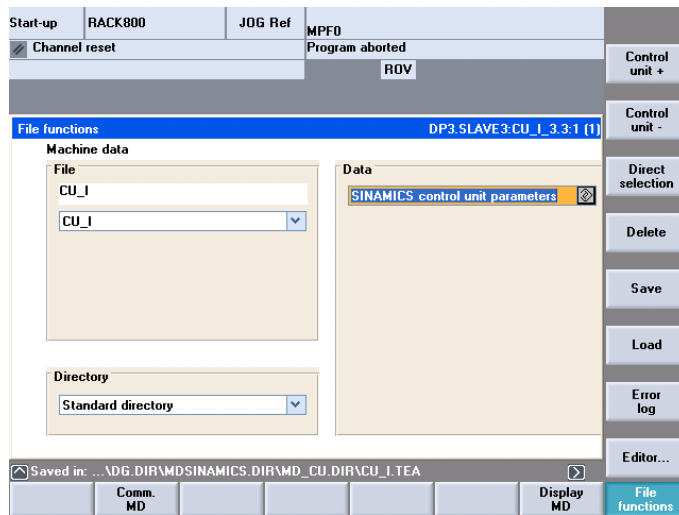 Start-up RACK800 JOG Ref MPF0
Channel reset Program aborted
ROV
File functions DP3.SLAVE3:CU_I_3.3:1 (1)
Machine data
File
CU_I
CU_I
Data
SINAMICS control unit parameters
Directory
Standard directory
Saved in: ...\DG.DIR\MDSINAMICS.DIR\MD_CU.DIR\CU_I.TEA
Control
unit +
Control
unit -
Direct
selection
Delete
Save
Load
Error
log
Editor...
Comm.
MD
Display
MD
File
functions